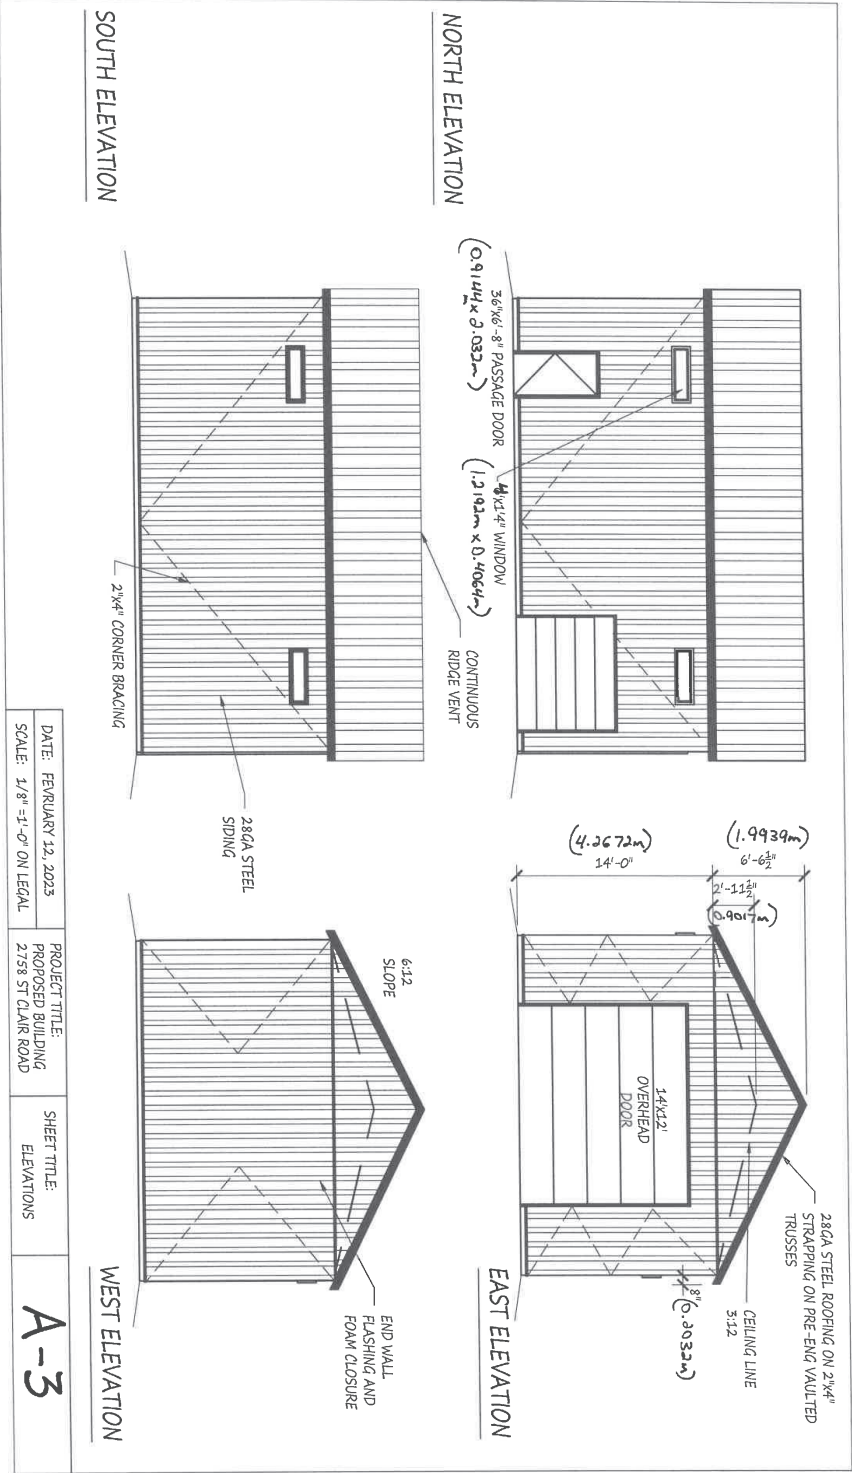 NORTH ELEVATION
36"x6'-8" PASSAGE DOOR
(0.9144 x 2.032m)
m
4'x1'4" WINDOW
(1.2192m x 0.4064m)
CONTINUOUS
RIDGE VENT
(1.9939m)
6'-6½"
2'-11½"
(0.9017m)
(4.2672m)
14'-0"
14'x12'
OVERHEAD
DOOR
28GA STEEL ROOFING ON 2"x4"
STRAPPING ON PRE-ENG VAULTED
TRUSSES
CEILING LINE
3:12
8"
(0.2032m)
EAST ELEVATION
SOUTH ELEVATION
2"x4" CORNER BRACING
28GA STEEL
SIDING
6:12
SLOPE
END WALL
FLASHING AND
FOAM CLOSURE
WEST ELEVATION
DATE: FEVRUARY 12, 2023
SCALE: 1/8" =1'-0" ON LEGAL
PROJECT TITLE:
PROPOSED BUILDING
2758 ST CLAIR ROAD
SHEET TITLE:
ELEVATIONS
A-3